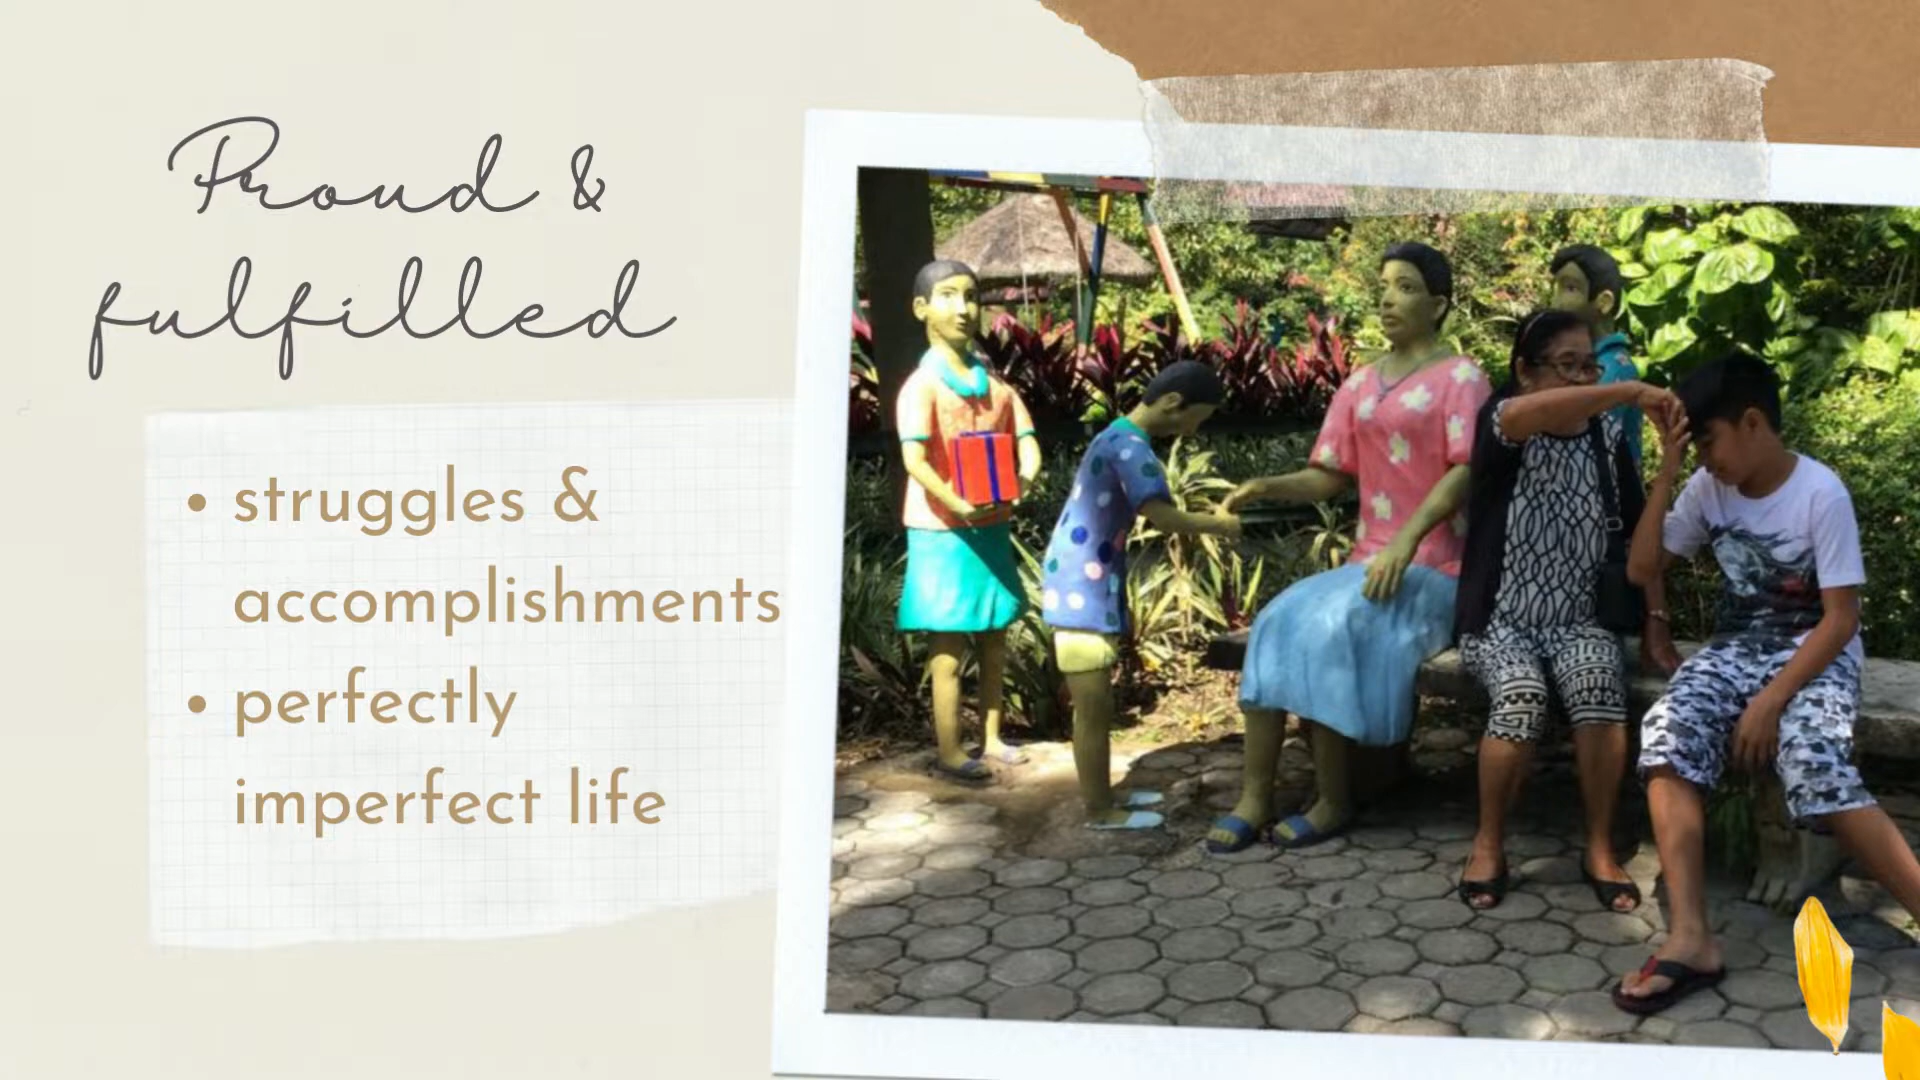 Proud &
fulfilled
• struggles &
accomplishments
• perfectly
imperfect life